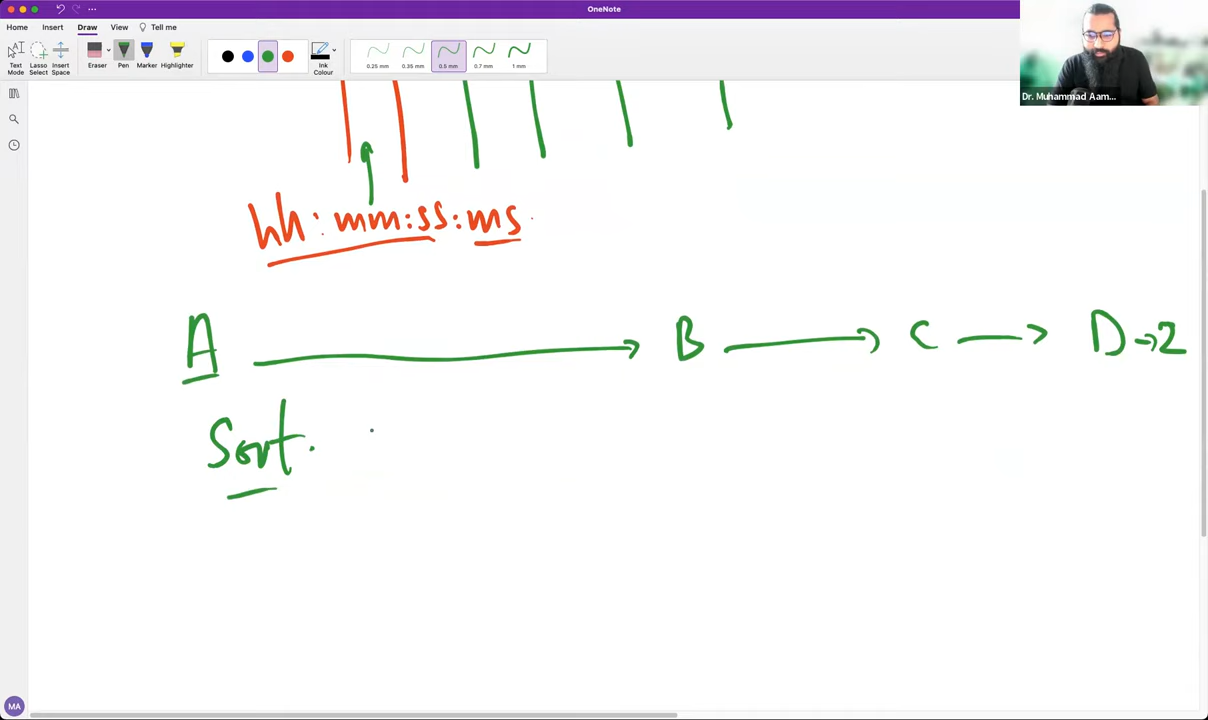 OneNote
Home Insert Draw View Tell me
Text Mode Lasso Select Insert Space Eraser Pen Marker Highlighter Ink Colour 0.25 mm 0.35 mm 0.5 mm 0.7 mm 1 mm
Dr. Muhammad Aam...
hh:mm:ss:ms
A → B → C → D → 2
Sort.
MA